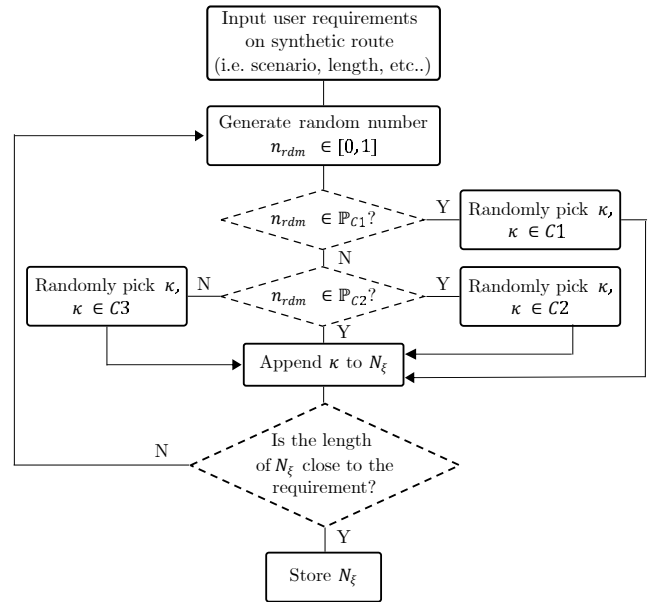 Input user requirements
on synthetic route
(i.e. scenario, length, etc..)
Generate random number
n_rdm ∈ [0,1]
n_rdm ∈ ℙ_C1?
Y
Randomly pick κ,
κ ∈ C1
N
n_rdm ∈ ℙ_C2?
N
Randomly pick κ,
κ ∈ C3
Y
Randomly pick κ,
κ ∈ C2
Y
Append κ to N_ξ
Is the length
of N_ξ close to the
requirement?
N
Y
Store N_ξ